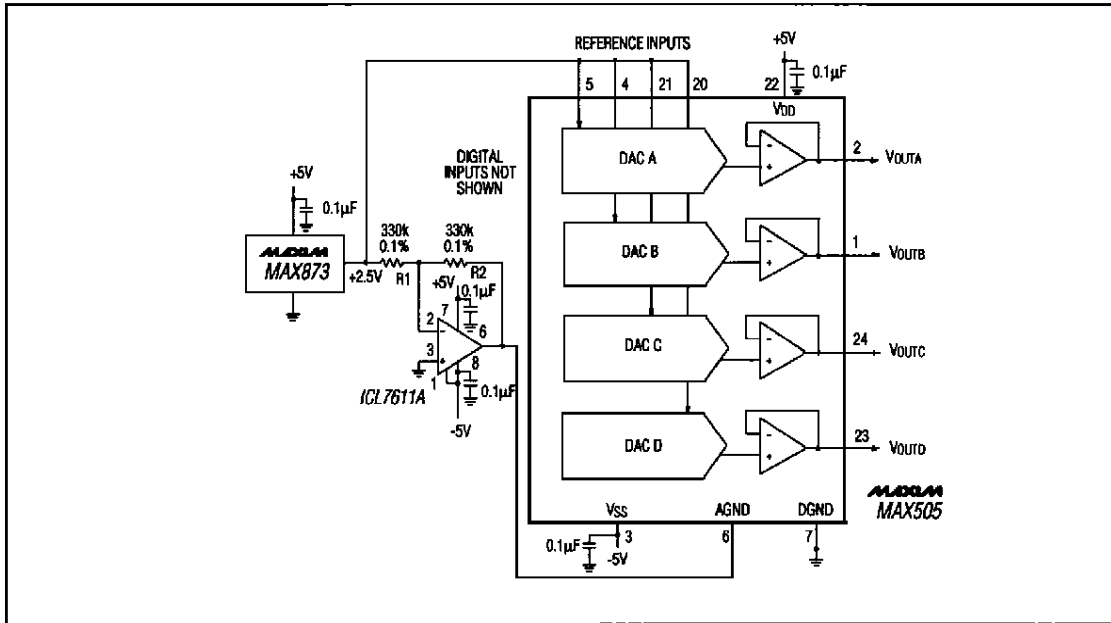 REFERENCE INPUTS
+5V
0.1µF
5
4
21
20
22
VDD
DIGITAL
INPUTS NOT
SHOWN
DAC A
2
VOUTA
+5V
0.1µF
MAXIM
MAX873
+2.5V
330k
0.1%
R1
330k
0.1%
R2
DAC B
1
VOUTB
+5V
0.1µF
7
2
6
3
8
1
0.1µF
ICL7611A
-5V
DAC C
24
VOUTC
DAC D
23
VOUTD
MAXIM
MAX505
VSS
AGND
DGND
3
6
7
0.1µF
-5V